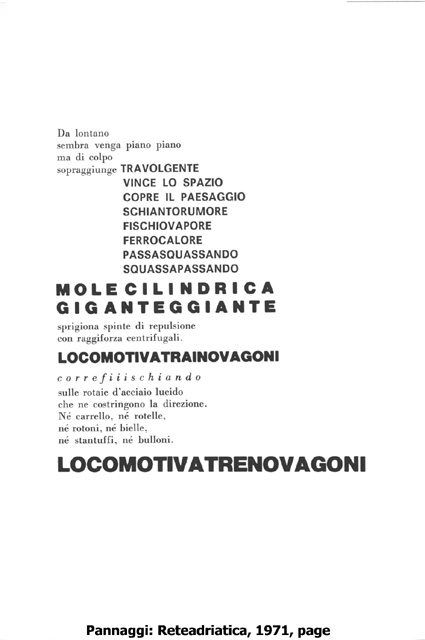 Da lontano
sembra venga piano piano
ma di colpo
sopraggiunge TRAVOLGENTE
VINCE LO SPAZIO
COPRE IL PAESAGGIO
SCHIANTORUMORE
FISCHIOVAPORE
FERROCALORE
PASSASQUASSANDO
SQUASSAPASSANDO
MOLECILINDRICA
GIGANTEGGIANTE
sprigiona spinte di repulsione
con raggiforza centrifugali.
LOCOMOTIVATRAINOVAGONI
correfiiischiando
sulle rotaie d'acciaio lucido
che ne costringono la direzione.
Né carrello, né rotelle,
né rotoni, né bielle,
né stantuffi, né bulloni.
LOCOMOTIVATRENOVAGONI
Pannaggi: Reteadriatica, 1971, page